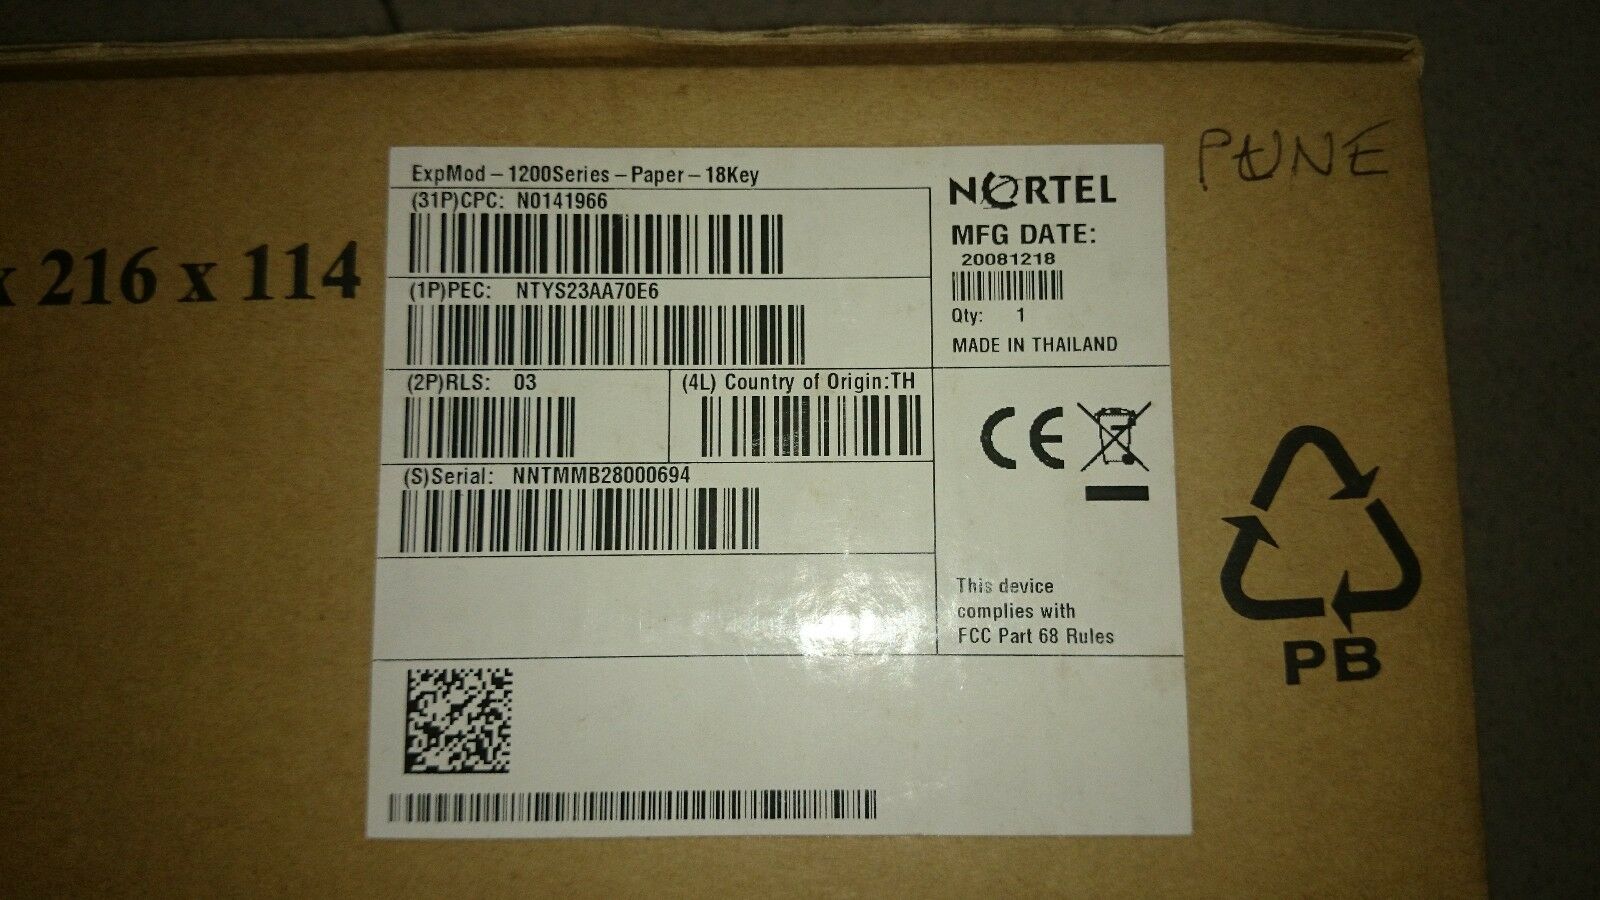 ExpMod – 1200Series – Paper – 18Key
(31P)CPC: N0141966
(1P)PEC: NTYS23AA70E6
(2P)RLS: 03
(4L) Country of Origin:TH
(S)Serial: NNTMMB28000694
NORTEL
MFG DATE:
20081218
Qty: 1
MADE IN THAILAND
CE
This device
complies with
FCC Part 68 Rules
x 216 x 114
PUNE
PB